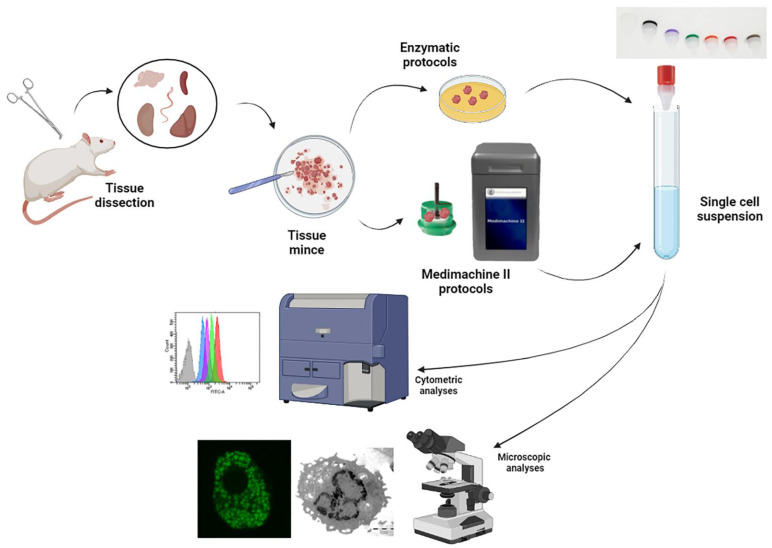 Enzymatic
protocols
Tissue
dissection
Tissue
mince
Medimachine II
Medimachine II
protocols
Single cell
suspension
Count
FITC-A
Cytometric
analyses
Microscopic
analyses